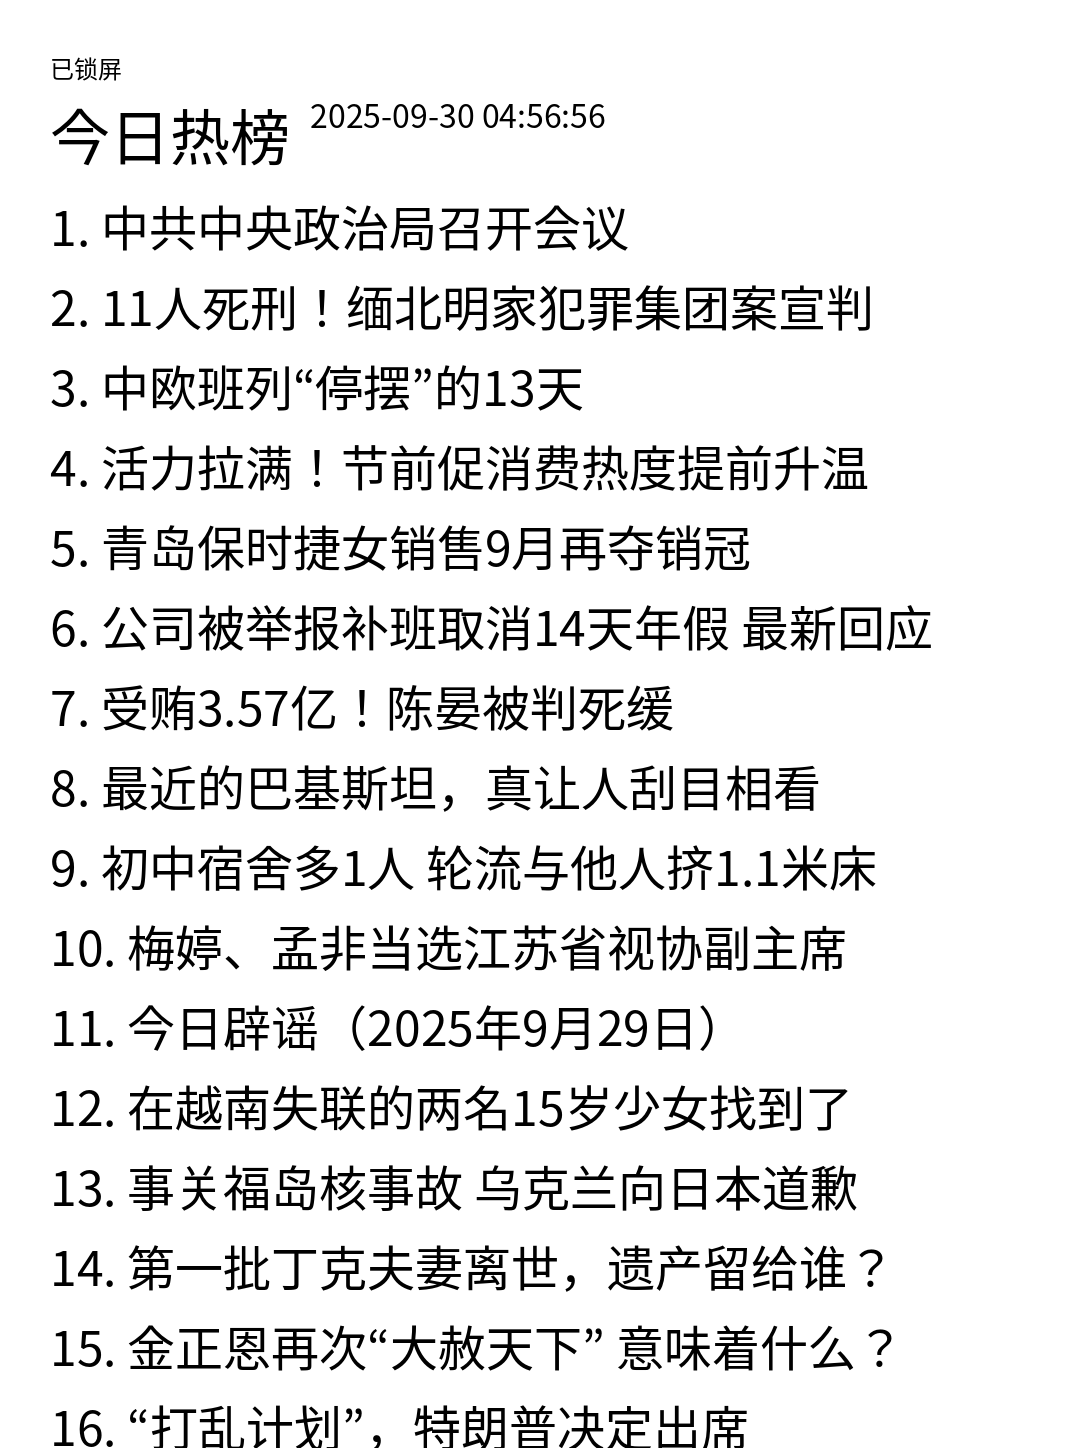 已锁屏
今日热榜 2025-09-30 04:56:56
1. 中共中央政治局召开会议
2. 11人死刑！缅北明家犯罪集团案宣判
3. 中欧班列“停摆”的13天
4. 活力拉满！节前促消费热度提前升温
5. 青岛保时捷女销售9月再夺销冠
6. 公司被举报补班取消14天年假 最新回应
7. 受贿3.57亿！陈晏被判死缓
8. 最近的巴基斯坦，真让人刮目相看
9. 初中宿舍多1人 轮流与他人挤1.1米床
10. 梅婷、孟非当选江苏省视协副主席
11. 今日辟谣（2025年9月29日）
12. 在越南失联的两名15岁少女找到了
13. 事关福岛核事故 乌克兰向日本道歉
14. 第一批丁克夫妻离世，遗产留给谁？
15. 金正恩再次“大赦天下” 意味着什么？
16. “打乱计划”，特朗普决定出席